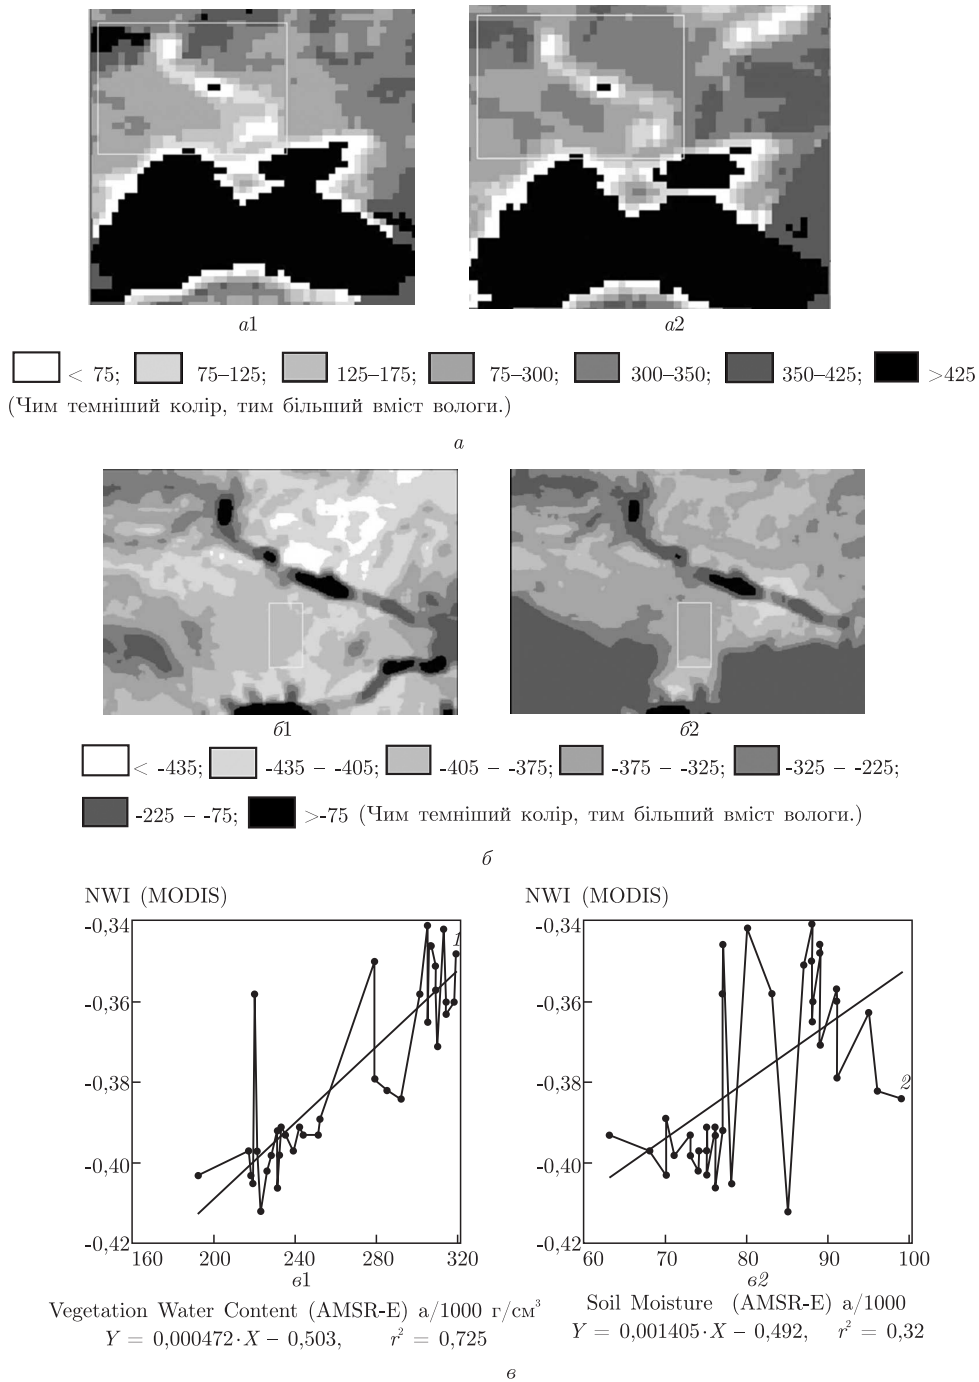 а1 а2
< 75; 75–125; 125–175; 75–300; 300–350; 350–425; >425
(Чим темніший колір, тим більший вміст вологи.)
а
б1 б2
< -435; -435 – -405; -405 – -375; -375 – -325; -325 – -225;
-225 – -75; >-75 (Чим темніший колір, тим більший вміст вологи.)
б
NWI (MODIS) NWI (MODIS)
-0,34 -0,34
1
-0,36 -0,36
-0,38 -0,38
2
-0,40 -0,40
-0,42 -0,42
160 200 240 280 320 60 70 80 90 100
в1 в2
Vegetation Water Content (AMSR-E) a/1000 г/см³
Y = 0,000472·X – 0,503, r² = 0,725
Soil Moisture (AMSR-E) a/1000
Y = 0,001405·X – 0,492, r² = 0,32
в